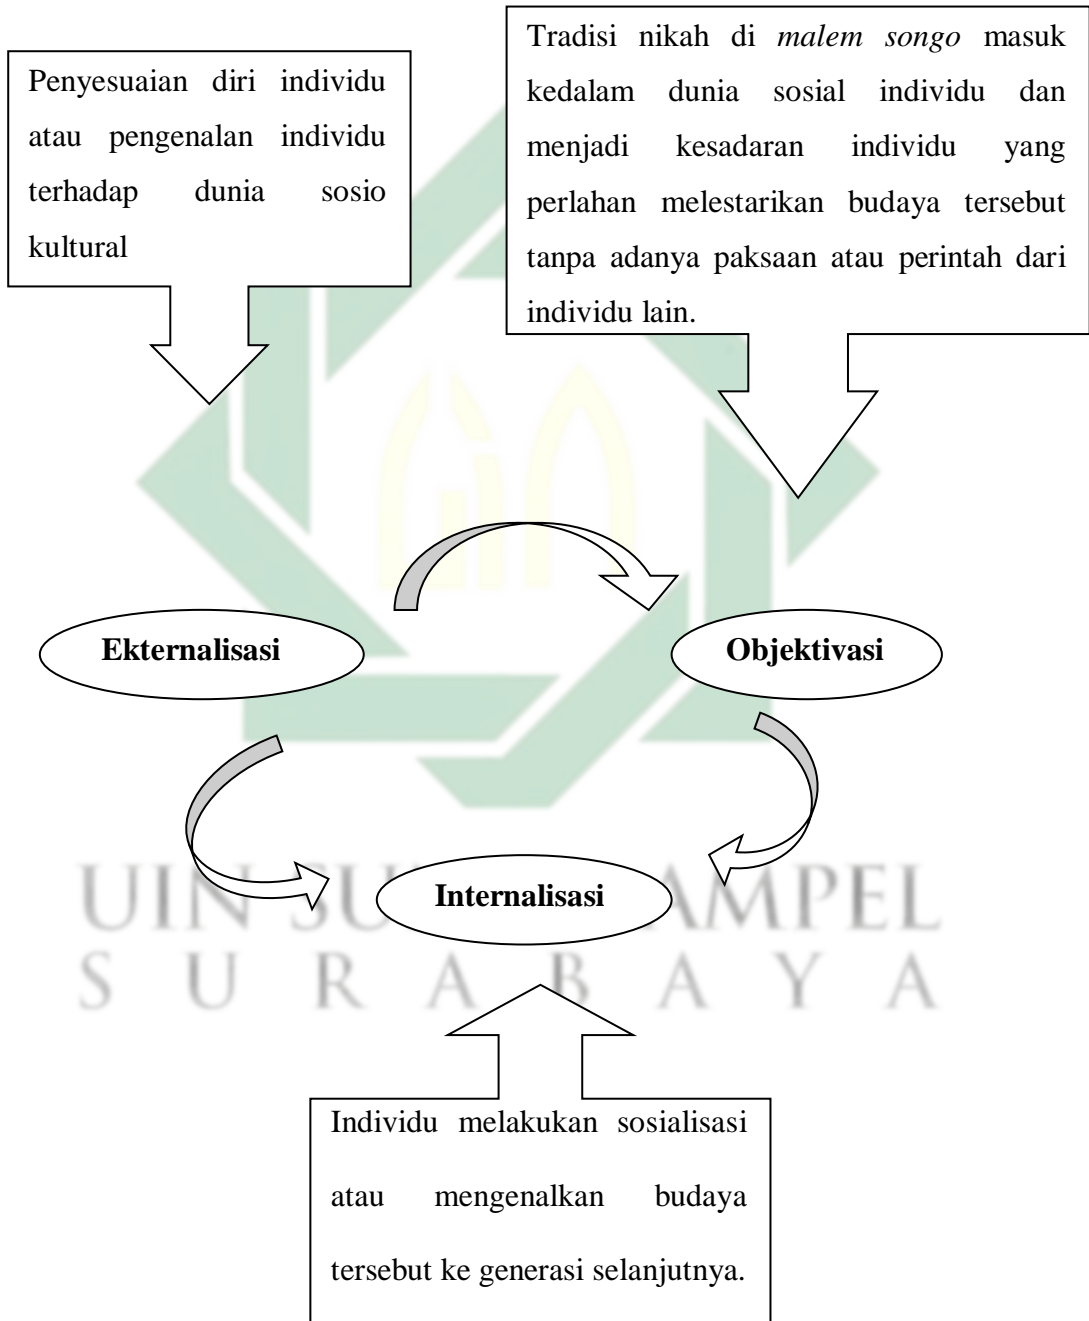 Penyesuaian diri individu
atau pengenalan individu
terhadap dunia sosio
kultural
Tradisi nikah di malem songo masuk
kedalam dunia sosial individu dan
menjadi kesadaran individu yang
perlahan melestarikan budaya tersebut
tanpa adanya paksaan atau perintah dari
individu lain.
Ekternalisasi
Objektivasi
Internalisasi
UIN SU AMPEL
S U R A B A Y A
Individu melakukan sosialisasi
atau mengenalkan budaya
tersebut ke generasi selanjutnya.